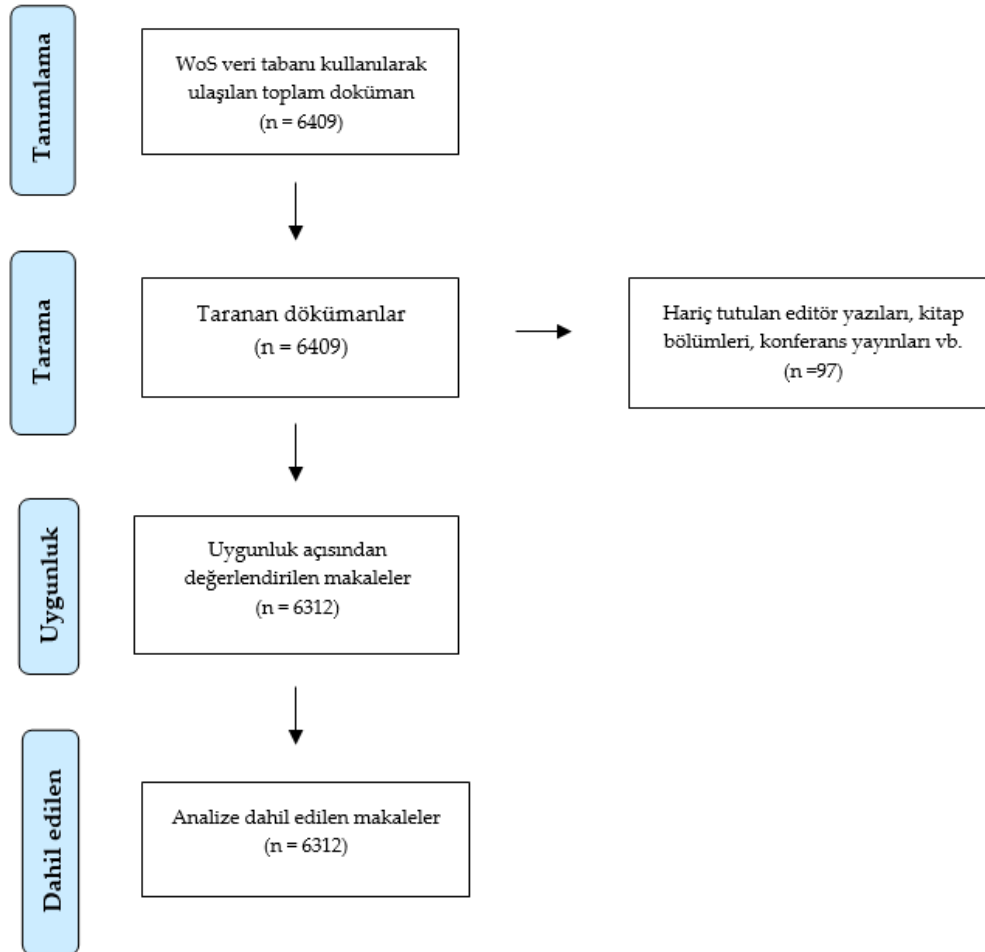 Tanımlama
WoS veri tabanı kullanılarak
ulaşılan toplam doküman
(n = 6409)
Tarama
Taranan dökümanlar
(n = 6409)
Hariç tutulan editör yazıları, kitap
bölümleri, konferans yayınları vb.
(n =97)
Uygunluk
Uygunluk açısından
değerlendirilen makaleler
(n = 6312)
Dahil edilen
Analize dahil edilen makaleler
(n = 6312)